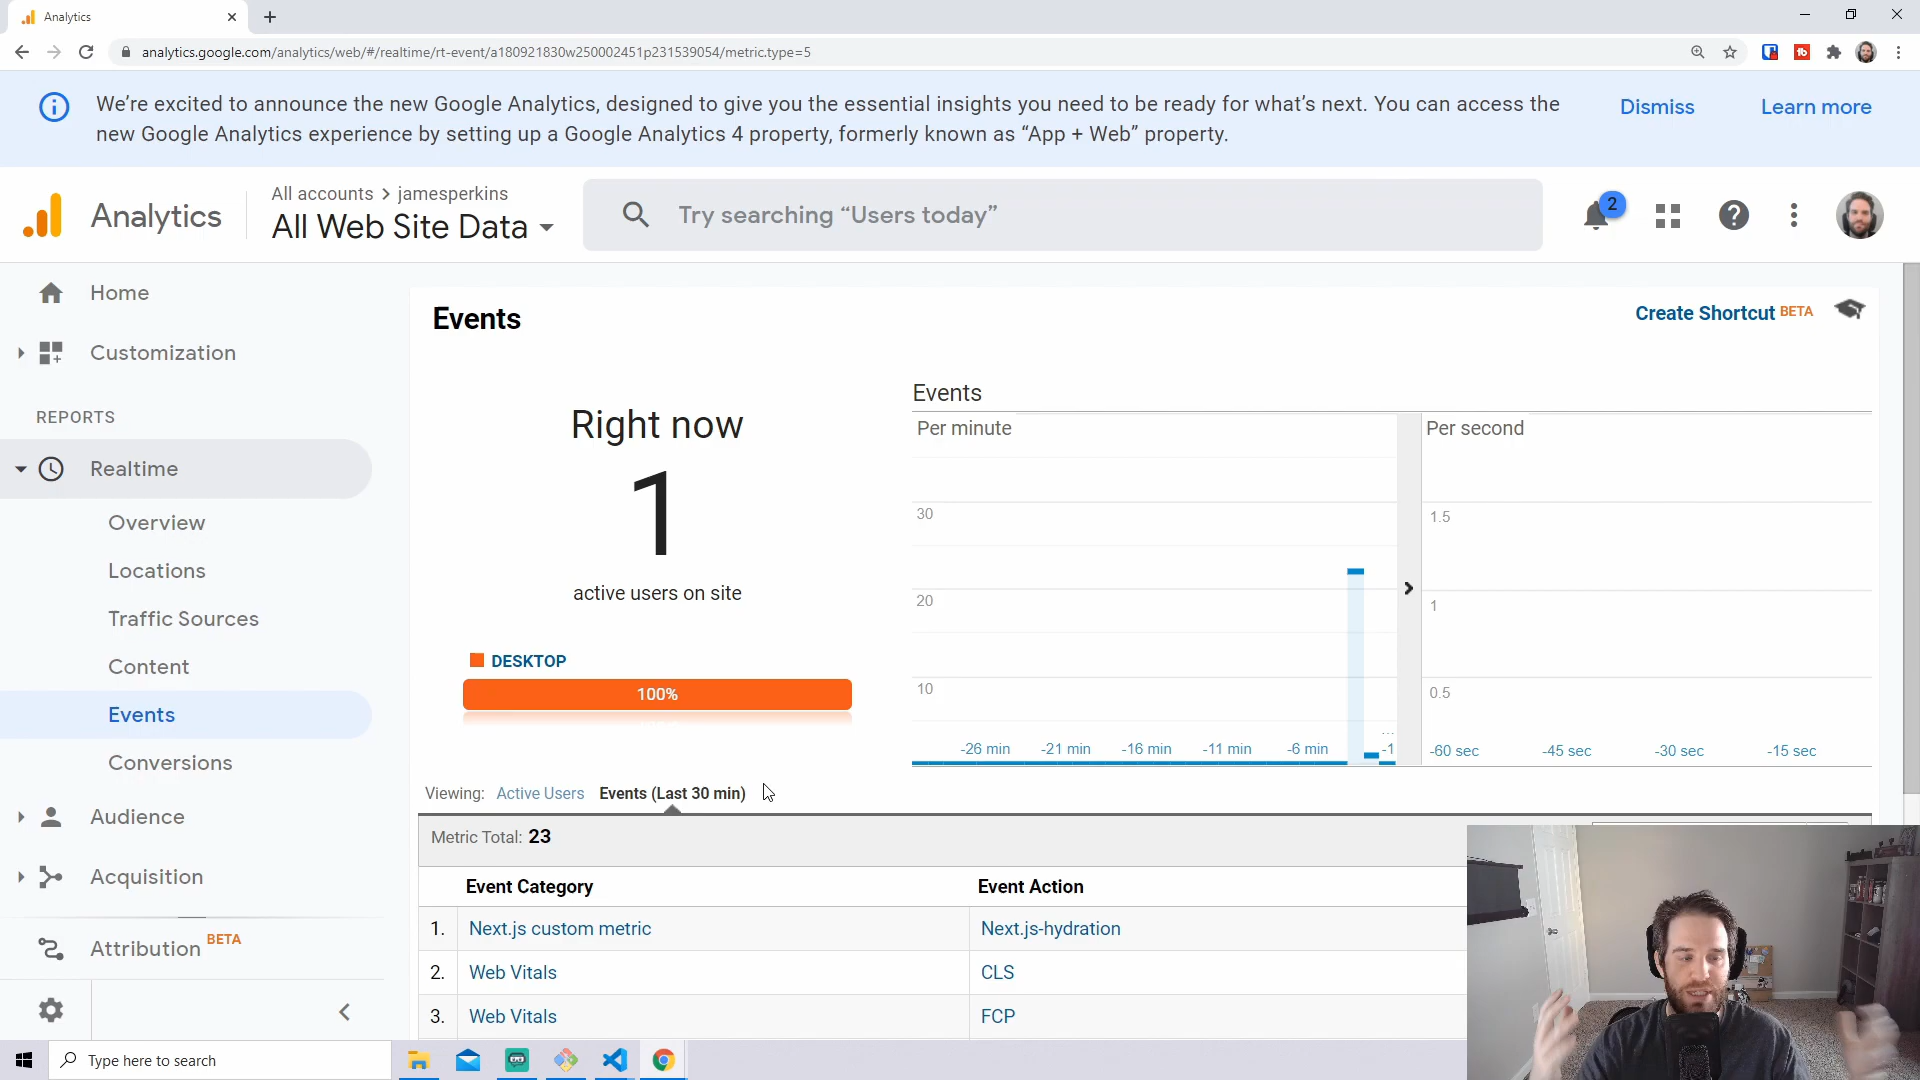 Analytics
analytics.google.com/analytics/web/#/realtime/rt-event/a180921830w250002451p231539054/metric.type=5
We're excited to announce the new Google Analytics, designed to give you the essential insights you need to be ready for what's next. You can access the
new Google Analytics experience by setting up a Google Analytics 4 property, formerly known as “App + Web” property.
Dismiss
Learn more
Analytics
All accounts > jamesperkins
All Web Site Data
Try searching “Users today”
2
Home
Customization
REPORTS
Realtime
Overview
Locations
Traffic Sources
Content
Events
Conversions
Audience
Acquisition
Attribution BETA
Events
Create Shortcut BETA
Right now
1
active users on site
DESKTOP
100%
Events
Per minute
Per second
30
20
10
1.5
1
0.5
-26 min
-21 min
-16 min
-11 min
-6 min
...
-1
-60 sec
-45 sec
-30 sec
-15 sec
Viewing: Active Users Events (Last 30 min)
Metric Total: 23
Event Category Event Action
1. Next.js custom metric Next.js-hydration
2. Web Vitals CLS
3. Web Vitals FCP
Type here to search